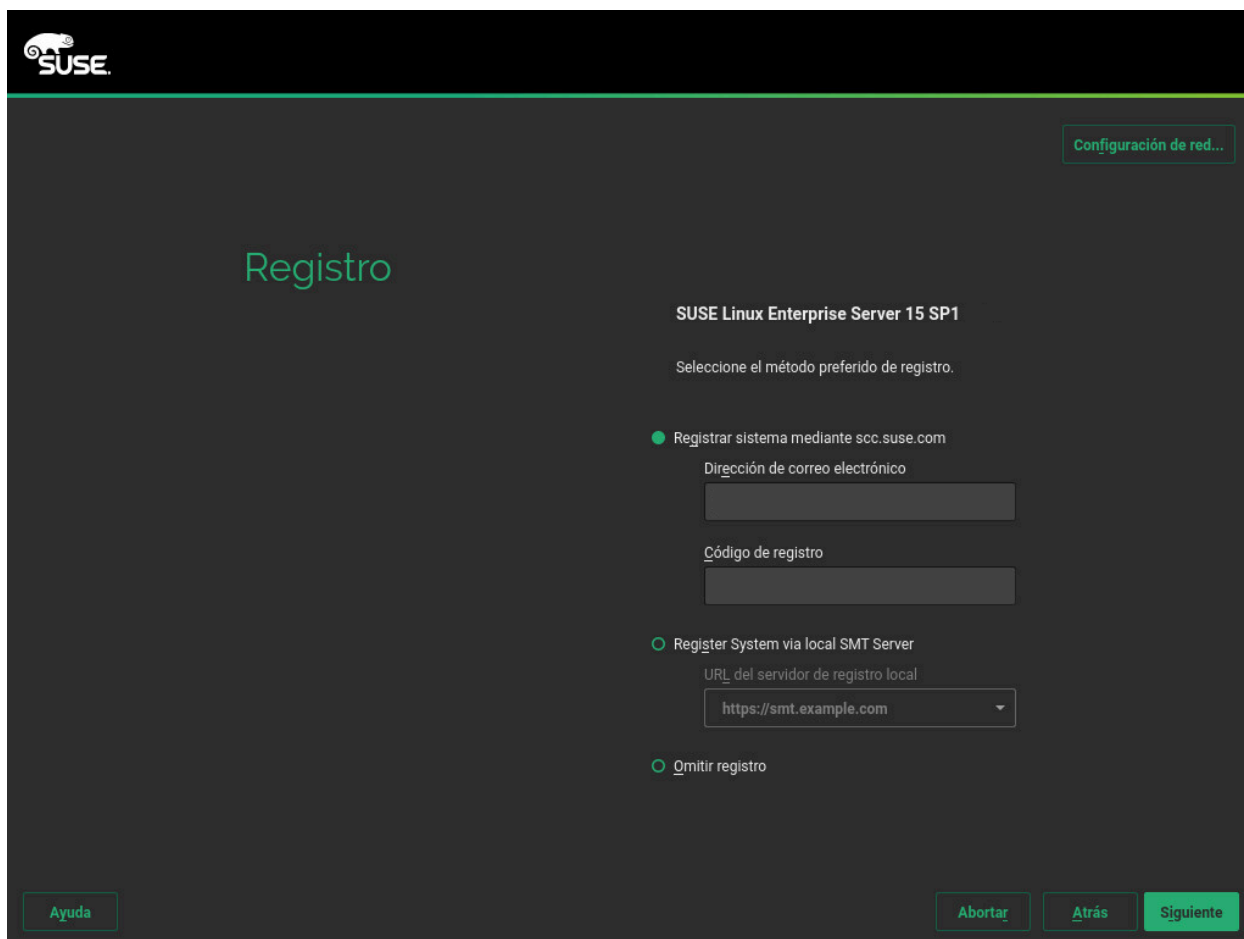 SUSE.
Configuración de red...
Registro
SUSE Linux Enterprise Server 15 SP1
Seleccione el método preferido de registro.
Registrar sistema mediante scc.suse.com
Dirección de correo electrónico
Código de registro
Register System via local SMT Server
URL del servidor de registro local
https://smt.example.com
Omitir registro
Ayuda
Abortar
Atrás
Siguiente